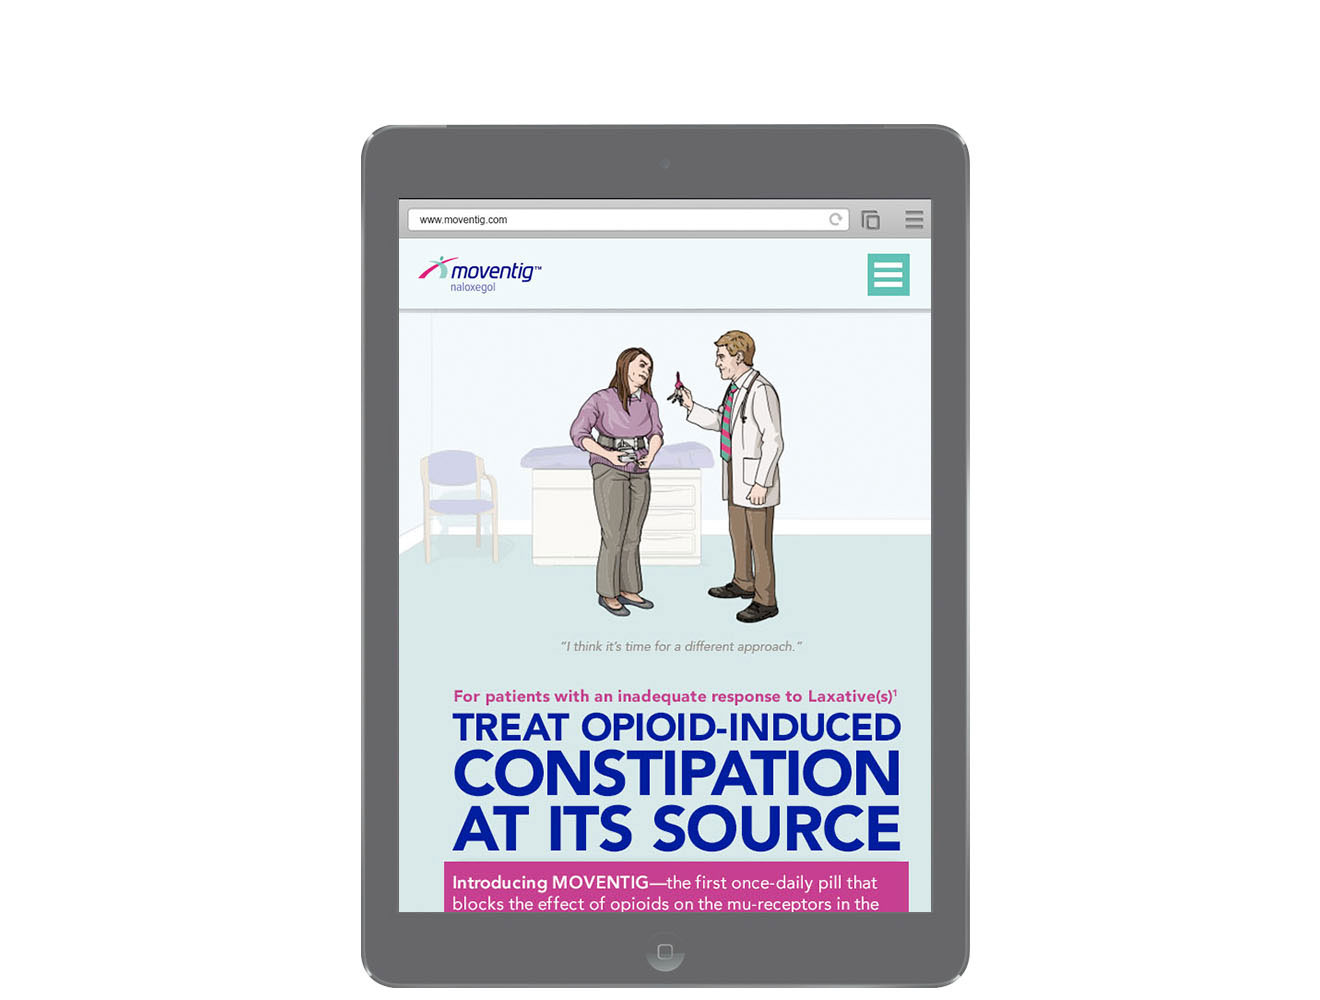 www.moventig.com
moventig™
naloxegol
“I think it’s time for a different approach.”
For patients with an inadequate response to Laxative(s)¹
TREAT OPIOID-INDUCED
CONSTIPATION
AT ITS SOURCE
Introducing MOVENTIG—the first once-daily pill that
blocks the effect of opioids on the mu-receptors in the